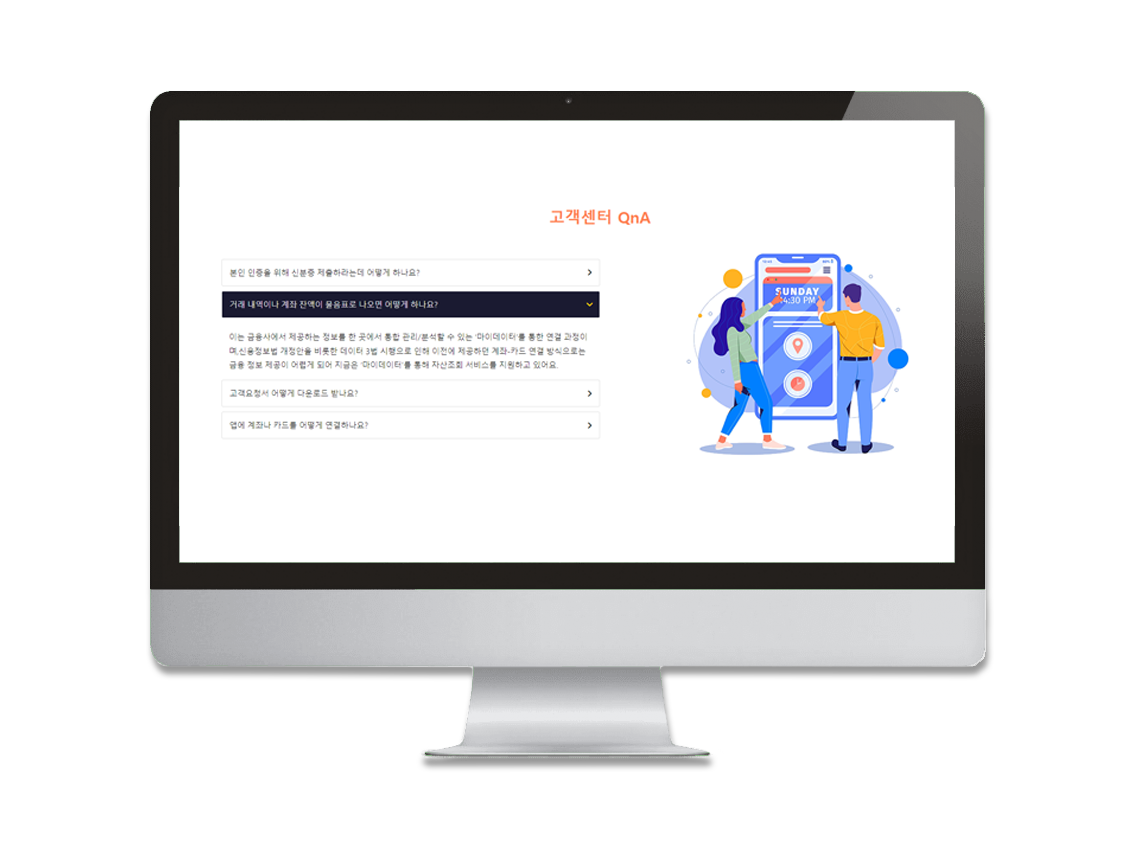 고객센터 QnA
본인 인증을 위해 신분증 제출하라는데 어떻게 하나요?
거래 내역이나 계좌 잔액이 물음표로 나오면 어떻게 하나요?
이는 금융사에서 제공하는 정보를 한 곳에서 통합 관리/분석할 수 있는 '마이데이터'를 통한 연결 과정이
며,신용정보법 개정안을 비롯한 데이터 3법 시행으로 인해 이전에 제공하던 계좌-카드 연결 방식으로는
금융 정보 제공이 어렵게 되어 지금은 '마이데이터'를 통해 자산조회 서비스를 지원하고 있어요.
고객요청서 어떻게 다운로드 받나요?
앱에 계좌나 카드를 어떻게 연결하나요?
SUNDAY
04:30 PM